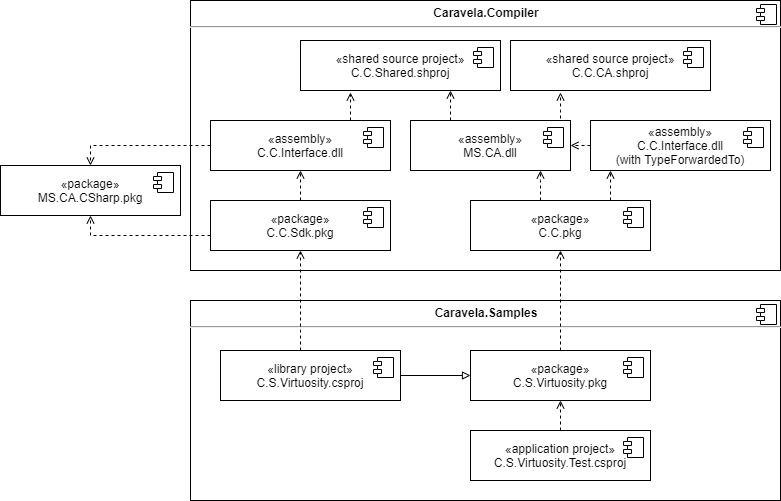 Caravela.Compiler
«shared source project»
C.C.Shared.shproj
«shared source project»
C.C.CA.shproj
«assembly»
C.C.Interface.dll
«assembly»
MS.CA.dll
«assembly»
C.C.Interface.dll
(with TypeForwardedTo)
«package»
MS.CA.CSharp.pkg
«package»
C.C.Sdk.pkg
«package»
C.C.pkg
Caravela.Samples
«library project»
C.S.Virtuosity.csproj
«package»
C.S.Virtuosity.pkg
«application project»
C.S.Virtuosity.Test.csproj